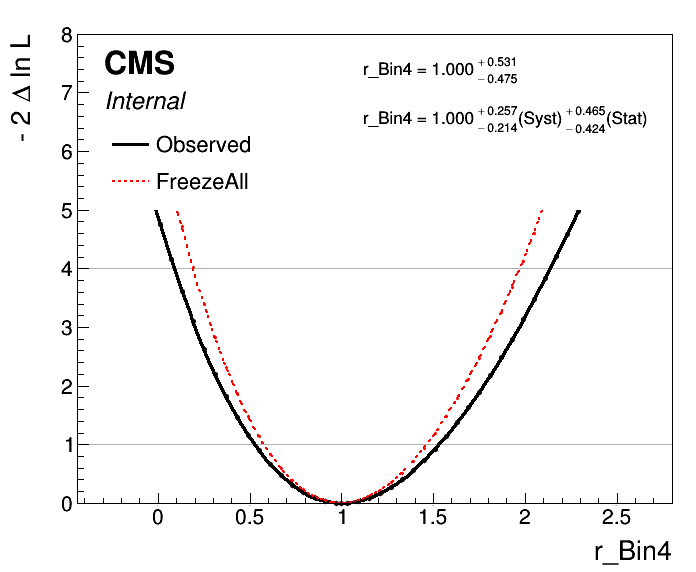 - 2 Δ ln L
8
7
6
5
4
3
2
1
0
CMS
Internal
Observed
FreezeAll
r_Bin4 = 1.000 +0.531 −0.475
r_Bin4 = 1.000 +0.257 −0.214 (Syst) +0.465 −0.424 (Stat)
0 0.5 1 1.5 2 2.5
r_Bin4